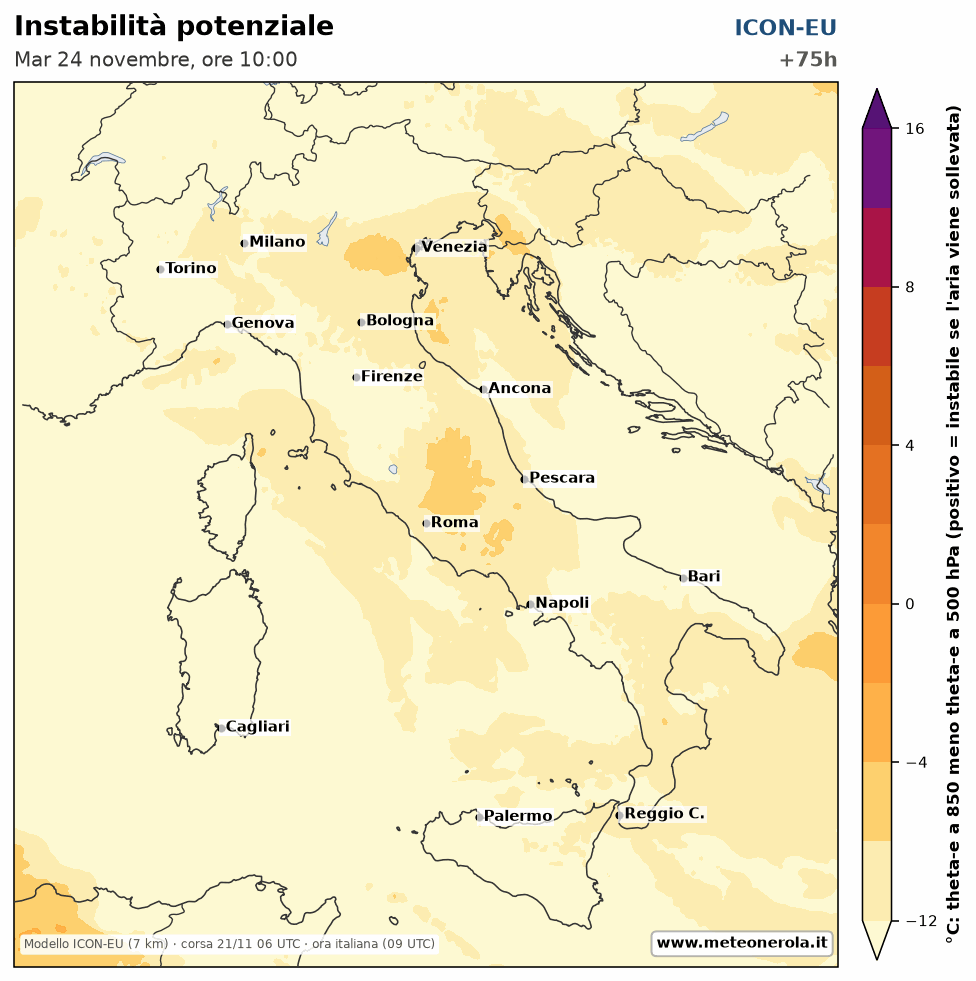 Instabilità potenziale
ICON-EU
Mar 24 novembre, ore 10:00
+75h
Milano
Venezia
Torino
Genova
Bologna
Firenze
Ancona
Pescara
Roma
Bari
Napoli
Cagliari
Palermo
Reggio C.
16
8
4
0
−4
−12
°C: theta-e a 850 meno theta-e a 500 hPa (positivo = instabile se l'aria viene sollevata)
Modello ICON-EU (7 km) · corsa 21/11 06 UTC · ora italiana (09 UTC)
www.meteonerola.it